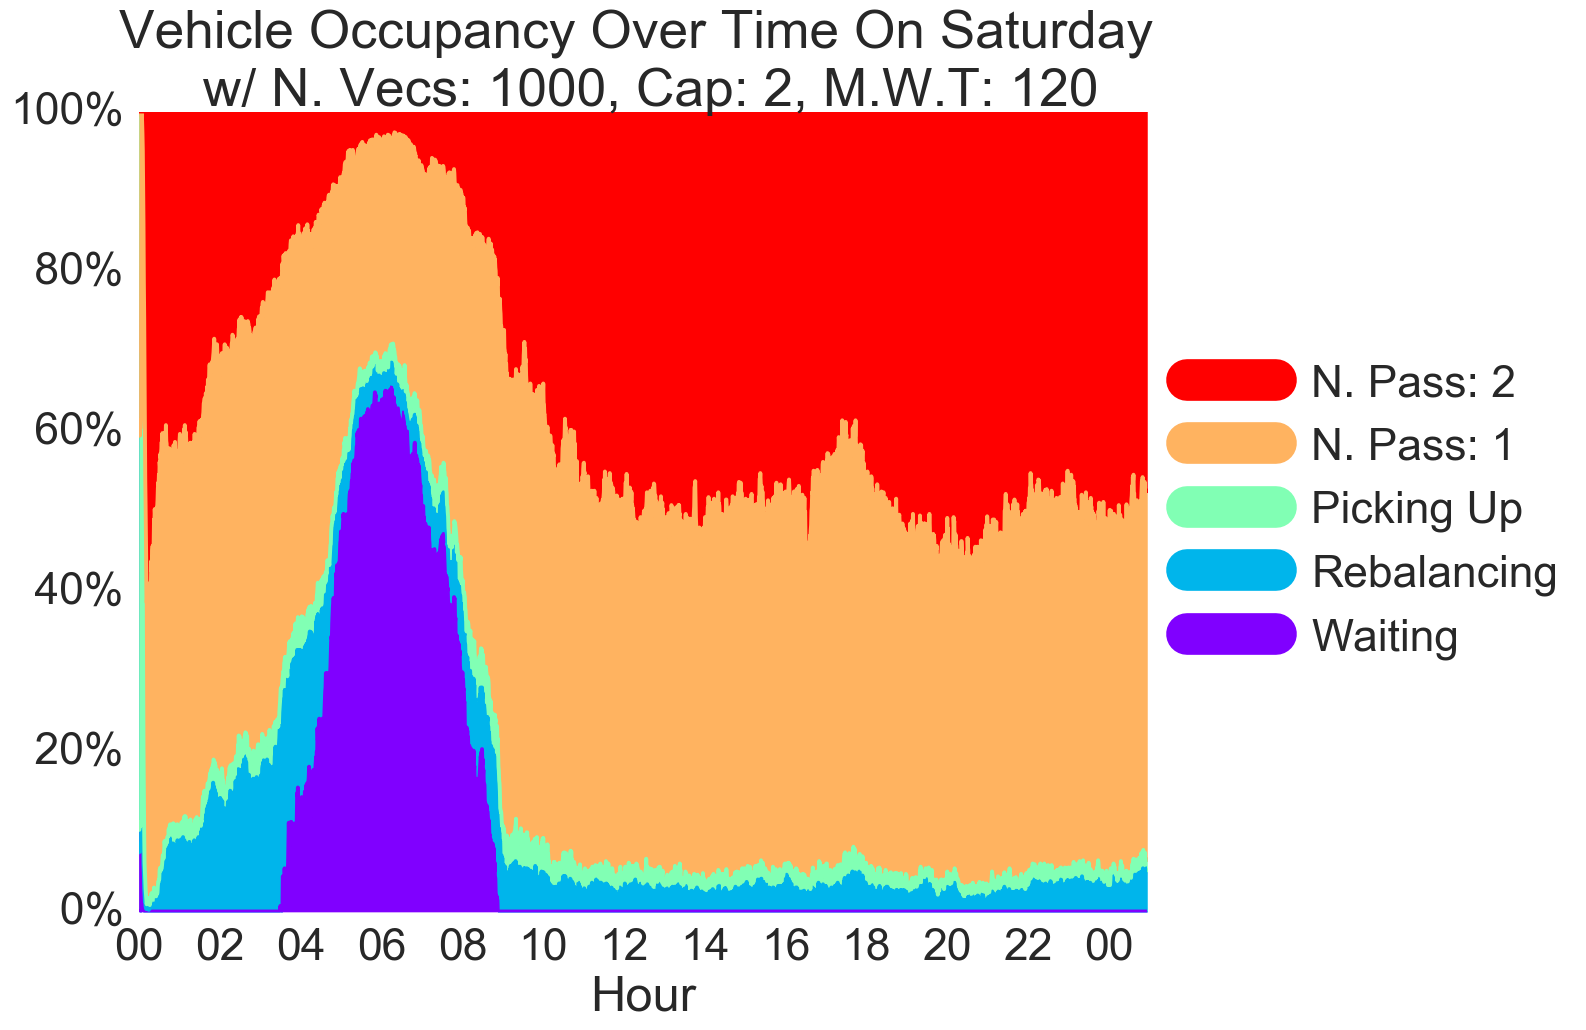 Vehicle Occupancy Over Time On Saturday
w/ N. Vecs: 1000, Cap: 2, M.W.T: 120
100%
80%
60%
40%
20%
0%
00 02 04 06 08 10 12 14 16 18 20 22 00
Hour
N. Pass: 2
N. Pass: 1
Picking Up
Rebalancing
Waiting